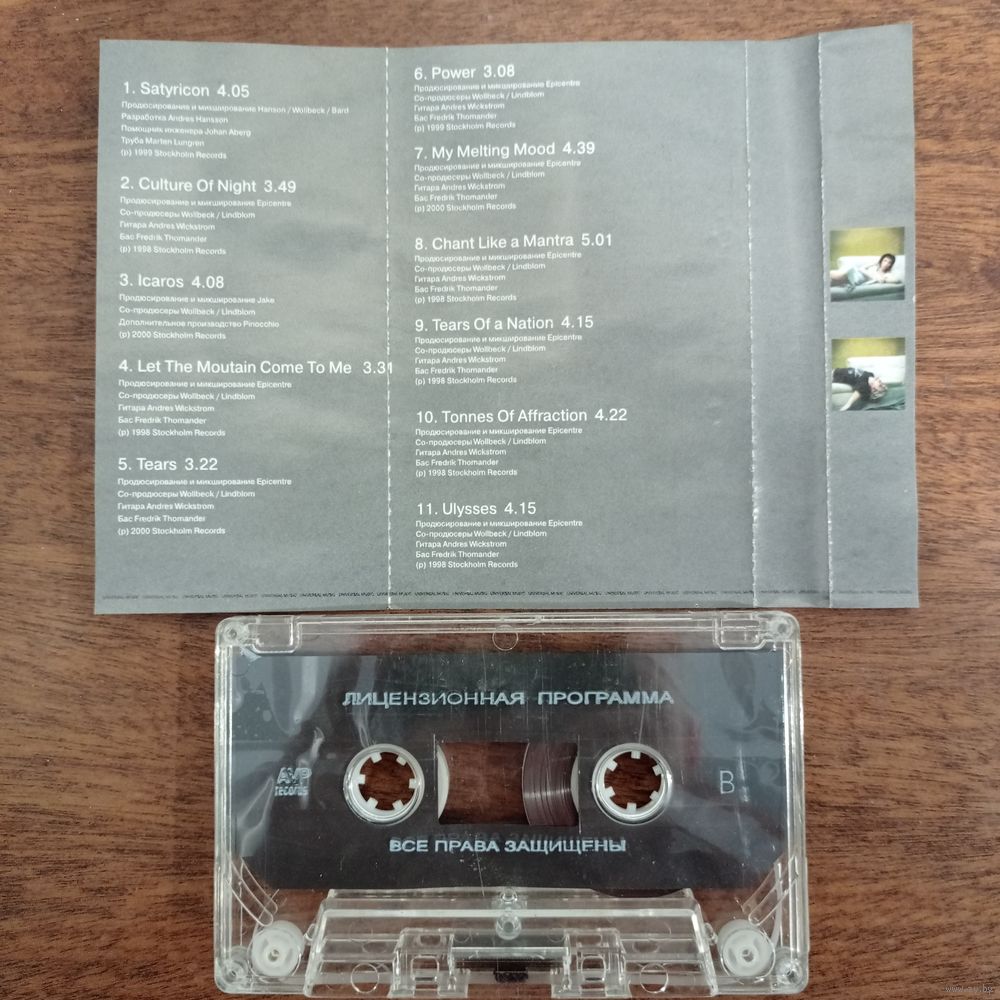 1. Satyricon 4.05
Продюсирование и микширование Hanson / Wollbeck / Bard
Разработка Andres Hansson
Помощник инженера Johan Aberg
Труба Marten Lungren
(p) 1999 Stockholm Records
2. Culture Of Night 3.49
Продюсирование и микширование Epicentre
Со-продюсеры Wollbeck / Lindblom
Гитара Andres Wickstrom
Бас Fredrik Thomander
(p) 1998 Stockholm Records
3. Icaros 4.08
Продюсирование и микширование Jake
Со-продюсеры Wollbeck / Lindblom
Дополнительное производство Pinocchio
(p) 2000 Stockholm Records
4. Let The Moutain Come To Me 3.31
Продюсирование и микширование Epicentre
Со-продюсеры Wollbeck / Lindblom
Гитара Andres Wickstrom
Бас Fredrik Thomander
(p) 1998 Stockholm Records
5. Tears 3.22
Продюсирование и микширование Epicentre
Со-продюсеры Wollbeck / Lindblom
Гитара Andres Wickstrom
Бас Fredrik Thomander
(p) 2000 Stockholm Records
6. Power 3.08
Продюсирование и микширование Epicentre
Со-продюсеры Wollbeck / Lindblom
Гитара Andres Wickstrom
Бас Fredrik Thomander
(p) 1999 Stockholm Records
7. My Melting Mood 4.39
Продюсирование и микширование Epicentre
Со-продюсеры Wollbeck / Lindblom
Гитара Andres Wickstrom
Бас Fredrik Thomander
(p) 2000 Stockholm Records
8. Chant Like a Mantra 5.01
Продюсирование и микширование Epicentre
Со-продюсеры Wollbeck / Lindblom
Гитара Andres Wickstrom
Бас Fredrik Thomander
(p) 1998 Stockholm Records
9. Tears Of a Nation 4.15
Продюсирование и микширование Epicentre
Со-продюсеры Wollbeck / Lindblom
Гитара Andres Wickstrom
Бас Fredrik Thomander
(p) 1998 Stockholm Records
10. Tonnes Of Affraction 4.22
Продюсирование и микширование Epicentre
Со-продюсеры Wollbeck / Lindblom
Гитара Andres Wickstrom
Бас Fredrik Thomander
(p) 1998 Stockholm Records
11. Ulysses 4.15
Продюсирование и микширование Epicentre
Со-продюсеры Wollbeck / Lindblom
Гитара Andres Wickstrom
Бас Fredrik Thomander
(p) 1998 Stockholm Records
ЛИЦЕНЗИОННАЯ ПРОГРАММА
AVP
records
B
ВСЕ ПРАВА ЗАЩИЩЕНЫ